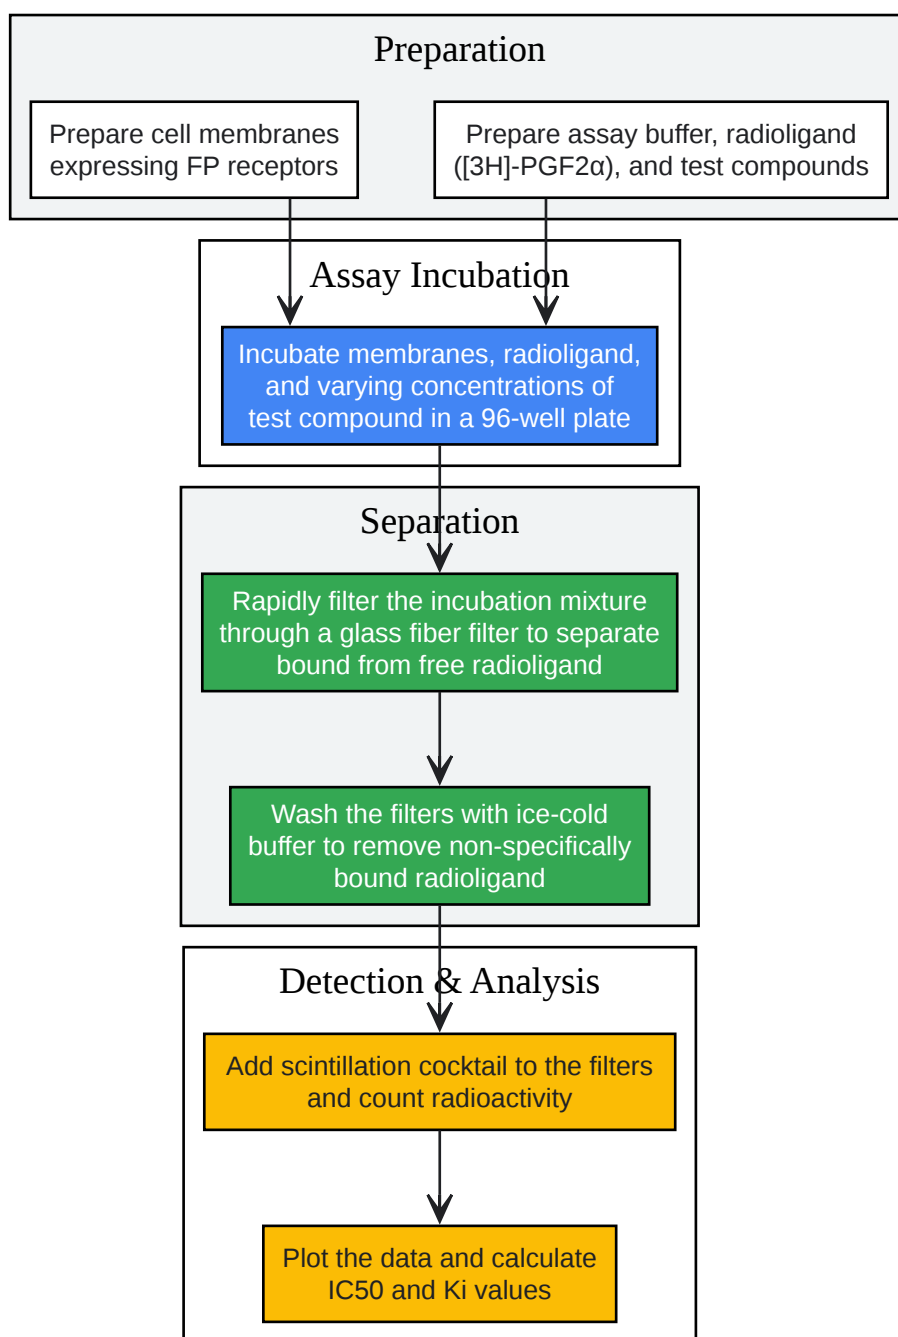 Preparation
Prepare cell membranes
expressing FP receptors
Prepare assay buffer, radioligand
([3H]-PGF2α), and test compounds
Assay Incubation
Incubate membranes, radioligand,
and varying concentrations of
test compound in a 96-well plate
Separation
Rapidly filter the incubation mixture
through a glass fiber filter to separate
bound from free radioligand
Wash the filters with ice-cold
buffer to remove non-specifically
bound radioligand
Detection & Analysis
Add scintillation cocktail to the filters
and count radioactivity
Plot the data and calculate
IC50 and Ki values